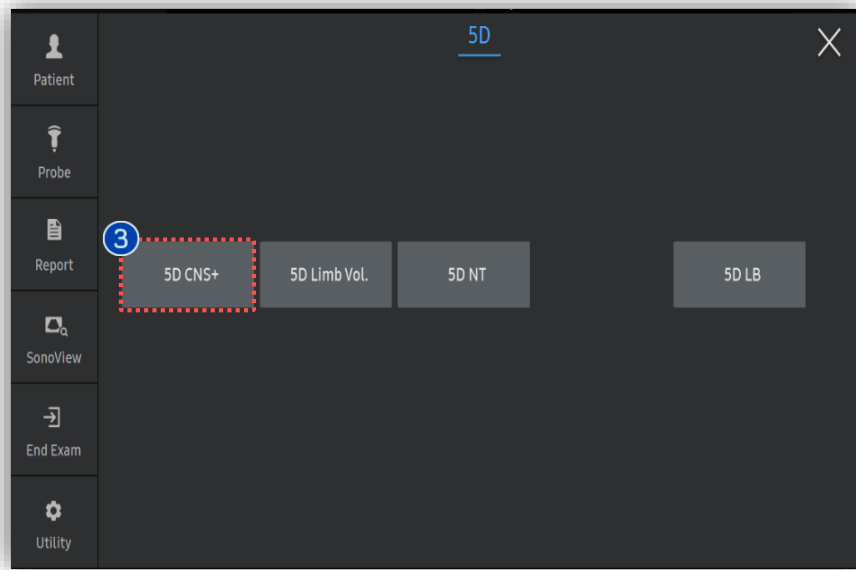 5D
Patient
Probe
Report
SonoView
End Exam
Utility
3
5D CNS+
5D Limb Vol.
5D NT
5D LB